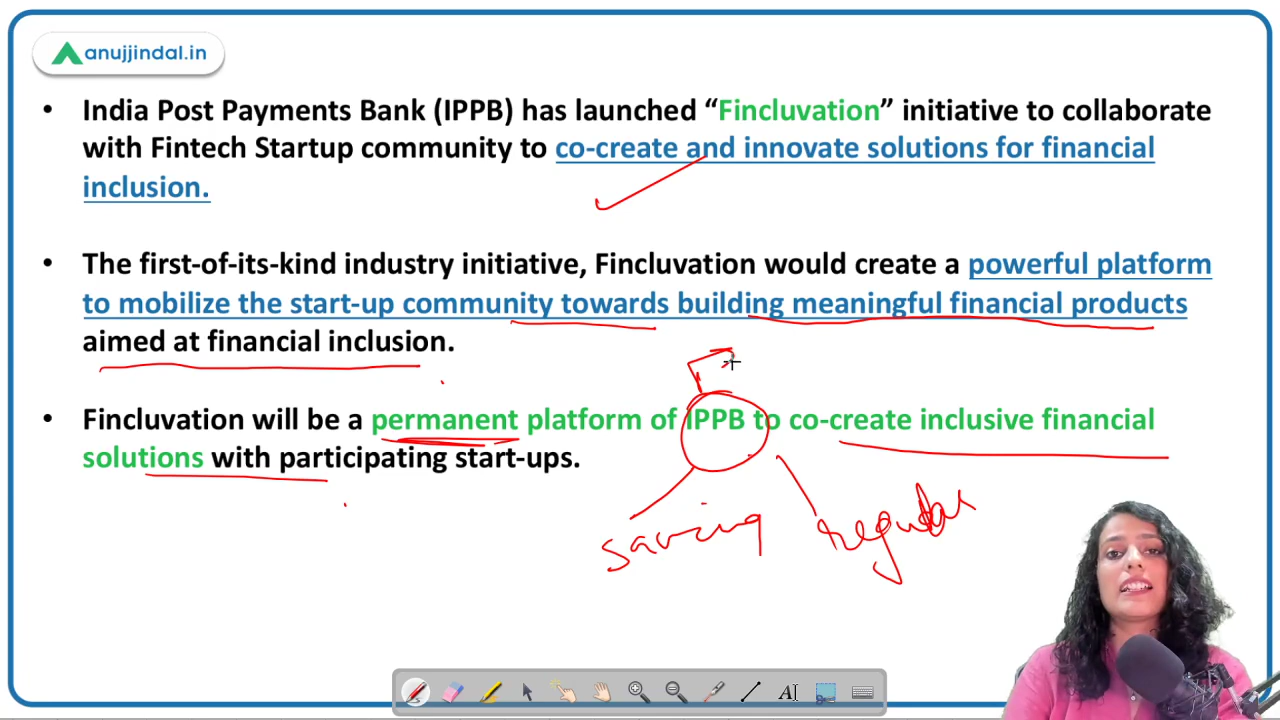 anujjindal.in
• India Post Payments Bank (IPPB) has launched “Fincluvation” initiative to collaborate
with Fintech Startup community to co-create and innovate solutions for financial
inclusion.
• The first-of-its-kind industry initiative, Fincluvation would create a powerful platform
to mobilize the start-up community towards building meaningful financial products
aimed at financial inclusion.
• Fincluvation will be a permanent platform of IPPB to co-create inclusive financial
solutions with participating start-ups.
saving regular
AI